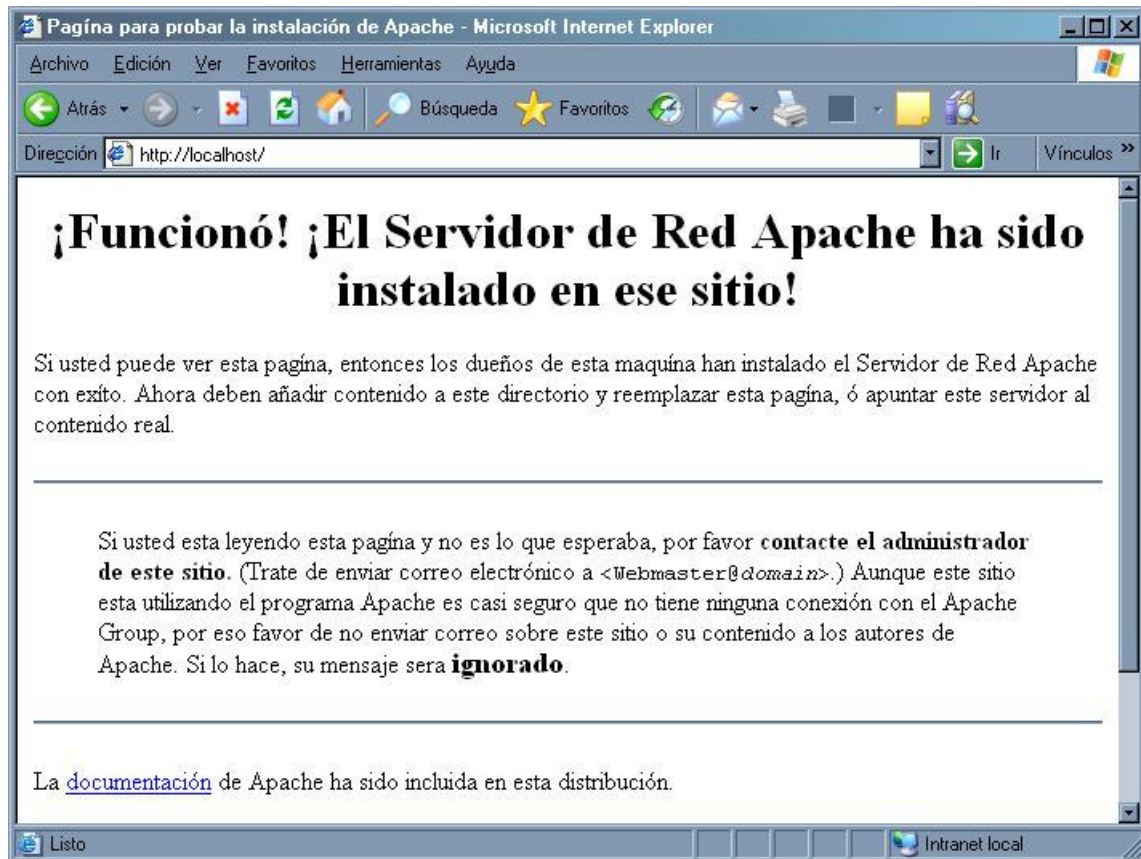 Pagína para probar la instalación de Apache - Microsoft Internet Explorer
Archivo Edición Ver Favoritos Herramientas Ayuda
Atrás Búsqueda Favoritos
Dirección http://localhost/ Ir Vínculos »
¡Funcionó! ¡El Servidor de Red Apache ha sido
instalado en ese sitio!
Si usted puede ver esta pagína, entonces los dueños de esta maquína han instalado el Servidor de Red Apache
con exíto. Ahora deben añadir contenido a este directorio y reemplazar esta pagína, ó apuntar este servidor al
contenido real.
Si usted esta leyendo esta pagína y no es lo que esperaba, por favor contacte el administrador
de este sitio. (Trate de enviar correo electrónico a <Webmaster@domain>.) Aunque este sitio
esta utilizando el programa Apache es casi seguro que no tiene ninguna conexión con el Apache
Group, por eso favor de no enviar correo sobre este sitio o su contenido a los autores de
Apache. Si lo hace, su mensaje sera ignorado.
La documentación de Apache ha sido incluida en esta distribución.
Listo Intranet local